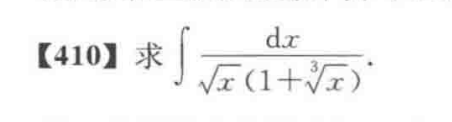 【410】求 ∫ dx / (√x (1+∛x)).